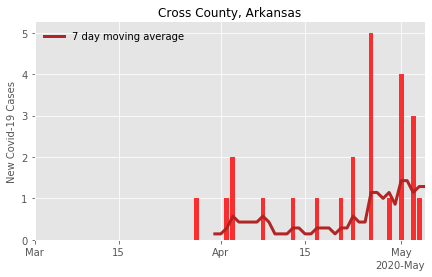 Cross County, Arkansas
7 day moving average
New Covid-19 Cases
5
4
3
2
1
0
Mar
15
Apr
15
May
2020-May